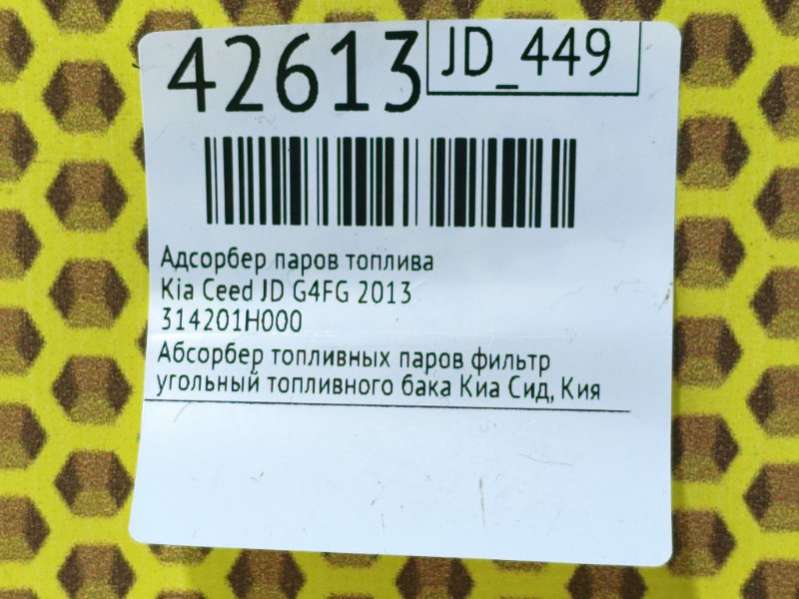 42613
JD_449
Адсорбер паров топлива
Kia Ceed JD G4FG 2013
314201H000
Абсорбер топливных паров фильтр
угольный топливного бака Киа Сид, Кия